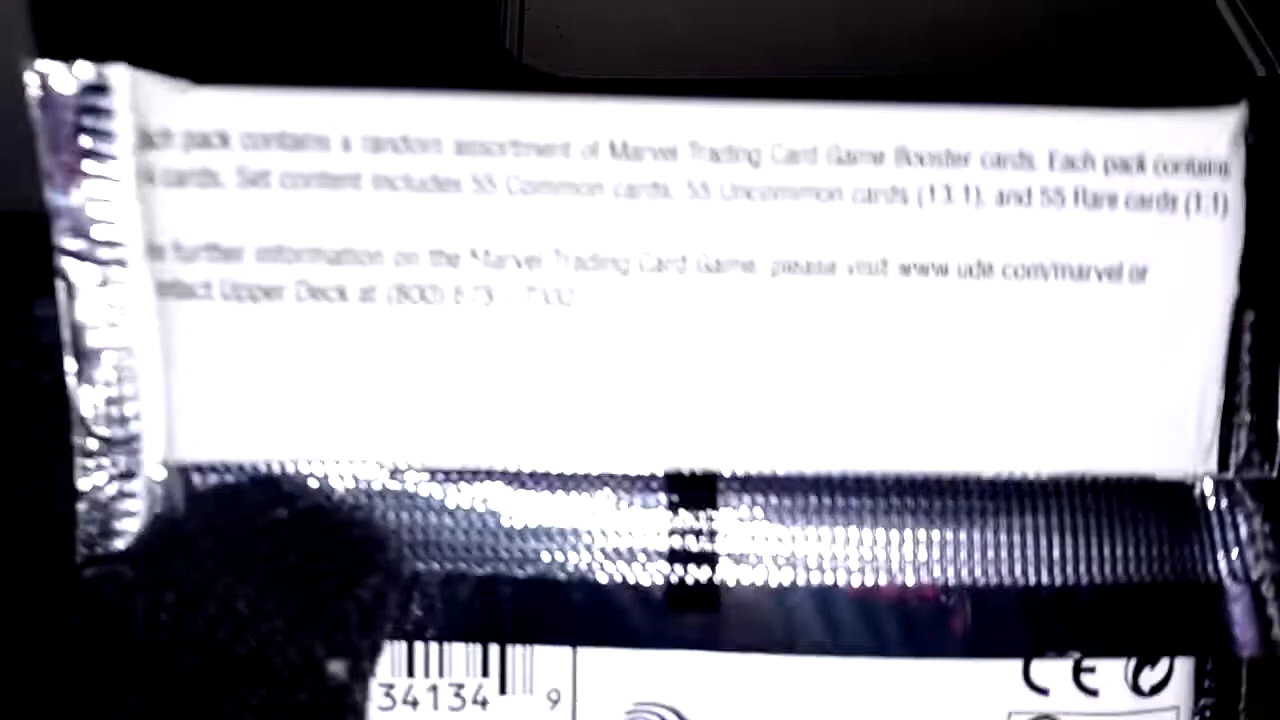 pack contains a random assortment of Marvel Trading Card Game Booster cards. Each pack contains
cards. Set content includes 55 Common cards, 55 Uncommon cards (1 3:1), and 55 Rare cards (1:1)
further information on the Marvel Trading Card Game, please visit www.ude.com/marvel or
Upper Deck at (800)
34134 9
CE